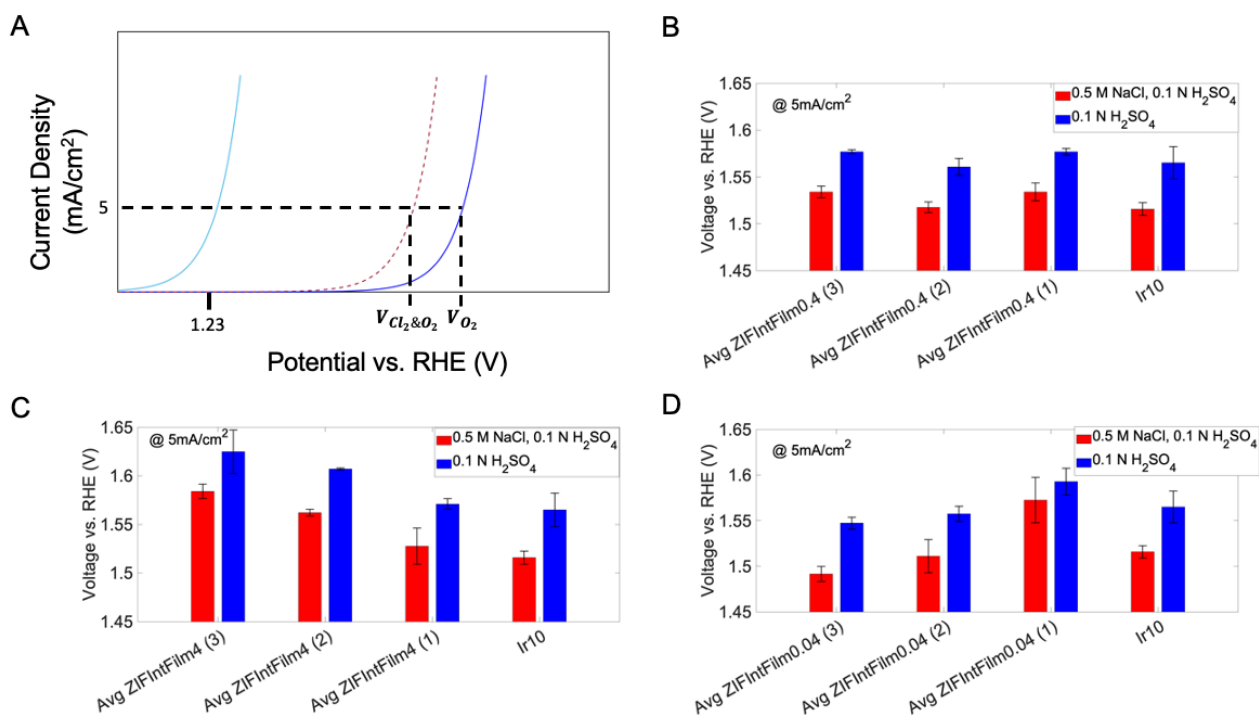 A
Current Density
(mA/cm²)
5
1.23
V_{Cl₂&O₂}
V_{O₂}
Potential vs. RHE (V)
B
@ 5mA/cm²
0.5 M NaCl, 0.1 N H₂SO₄
0.1 N H₂SO₄
Voltage vs. RHE (V)
1.65
1.6
1.55
1.5
1.45
Avg ZIFIntFilm0.4 (3)
Avg ZIFIntFilm0.4 (2)
Avg ZIFIntFilm0.4 (1)
Ir10
C
@ 5mA/cm²
0.5 M NaCl, 0.1 N H₂SO₄
0.1 N H₂SO₄
Voltage vs. RHE (V)
1.65
1.6
1.55
1.5
1.45
Avg ZIFIntFilm4 (3)
Avg ZIFIntFilm4 (2)
Avg ZIFIntFilm4 (1)
Ir10
D
@ 5mA/cm²
0.5 M NaCl, 0.1 N H₂SO₄
0.1 N H₂SO₄
Voltage vs. RHE (V)
1.65
1.6
1.55
1.5
1.45
Avg ZIFIntFilm0.04 (3)
Avg ZIFIntFilm0.04 (2)
Avg ZIFIntFilm0.04 (1)
Ir10